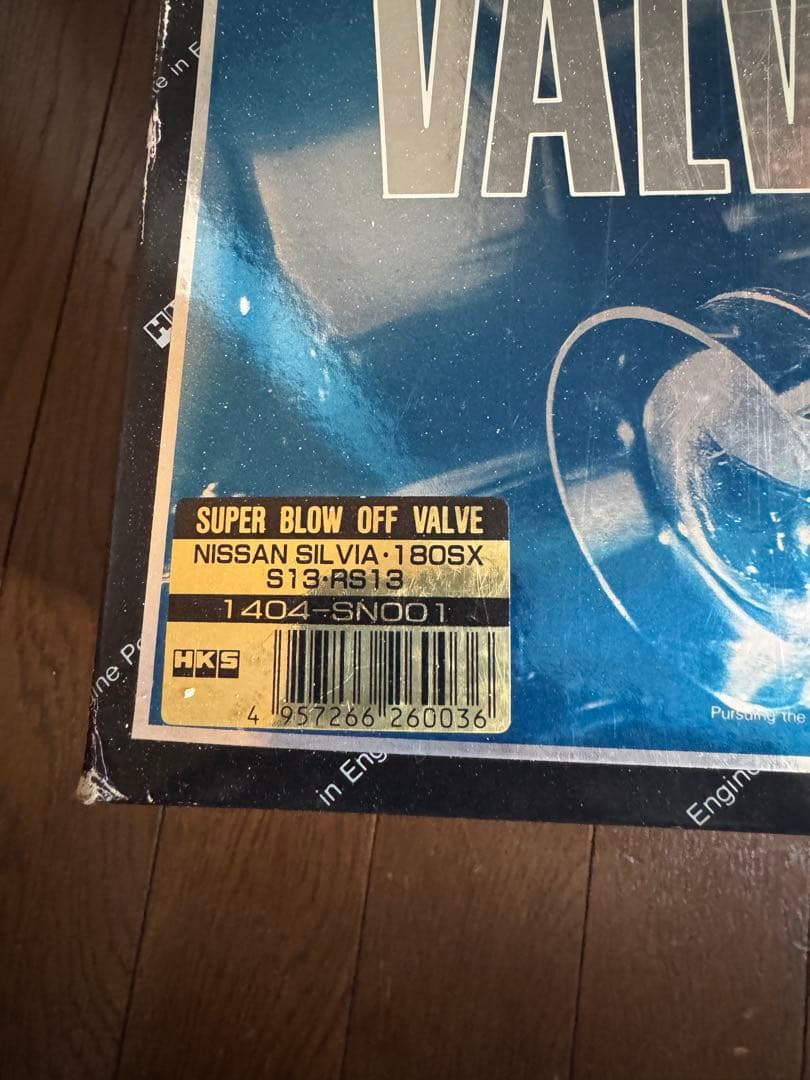 VALV
SUPER BLOW OFF VALVE
NISSAN SILVIA・180SX
S13・RS13
1404-SN001
HKS
4 957266 260036
Pursuing the
in Eng
Engine